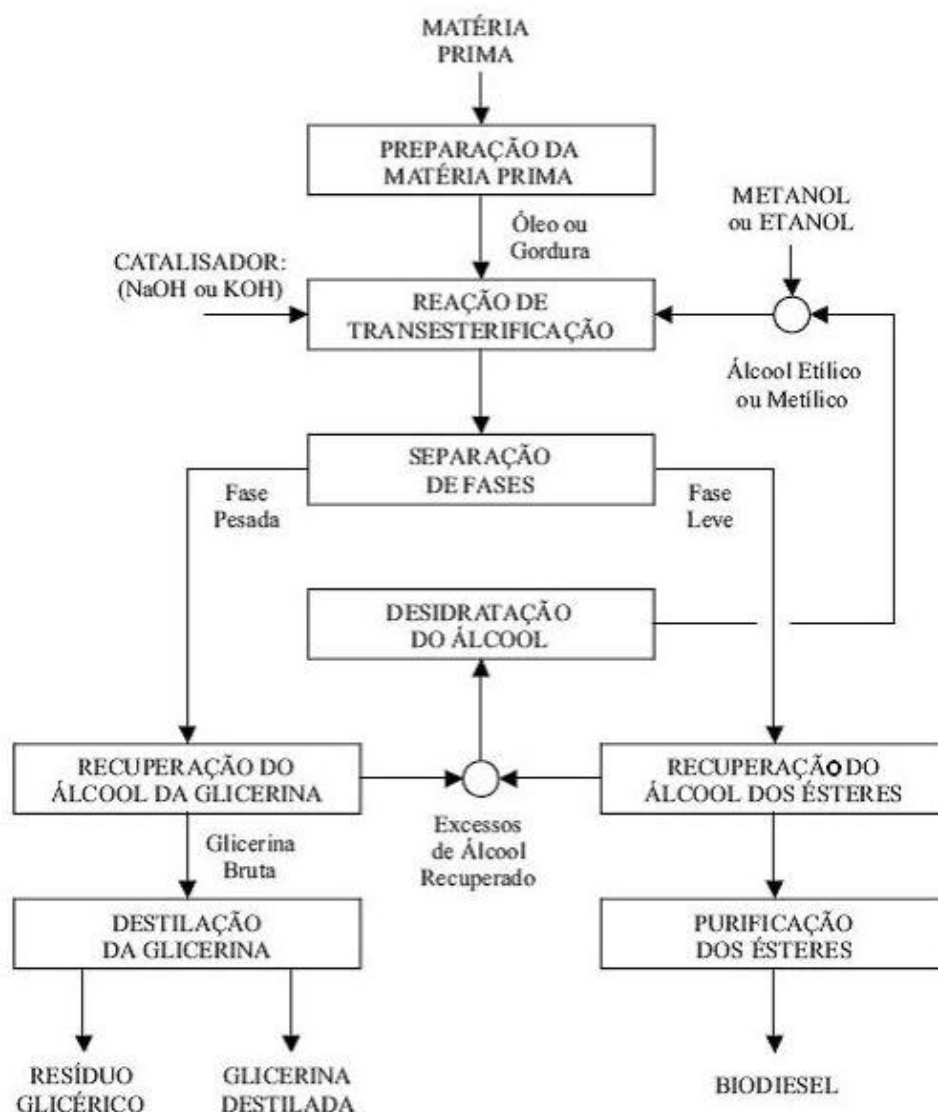 MATÉRIA
PRIMA
PREPARAÇÃO DA
MATÉRIA PRIMA
METANOL
ou ETANOL
Óleo ou
Gordura
CATALISADOR:
(NaOH ou KOH)
REAÇÃO DE
TRANSESTERIFICAÇÃO
Álcool Etílico
ou Metílico
SEPARAÇÃO
DE FASES
Fase
Pesada
Fase
Leve
DESIDRATAÇÃO
DO ÁLCOOL
RECUPERAÇÃO DO
ÁLCOOL DA GLICERINA
RECUPERAÇÃO DO
ÁLCOOL DOS ÉSTERES
Glicerina
Bruta
Excessos
de Álcool
Recuperado
DESTILAÇÃO
DA GLICERINA
PURIFICAÇÃO
DOS ÉSTERES
RESÍDUO
GLICÉRICO
GLICERINA
DESTILADA
BIODIESEL